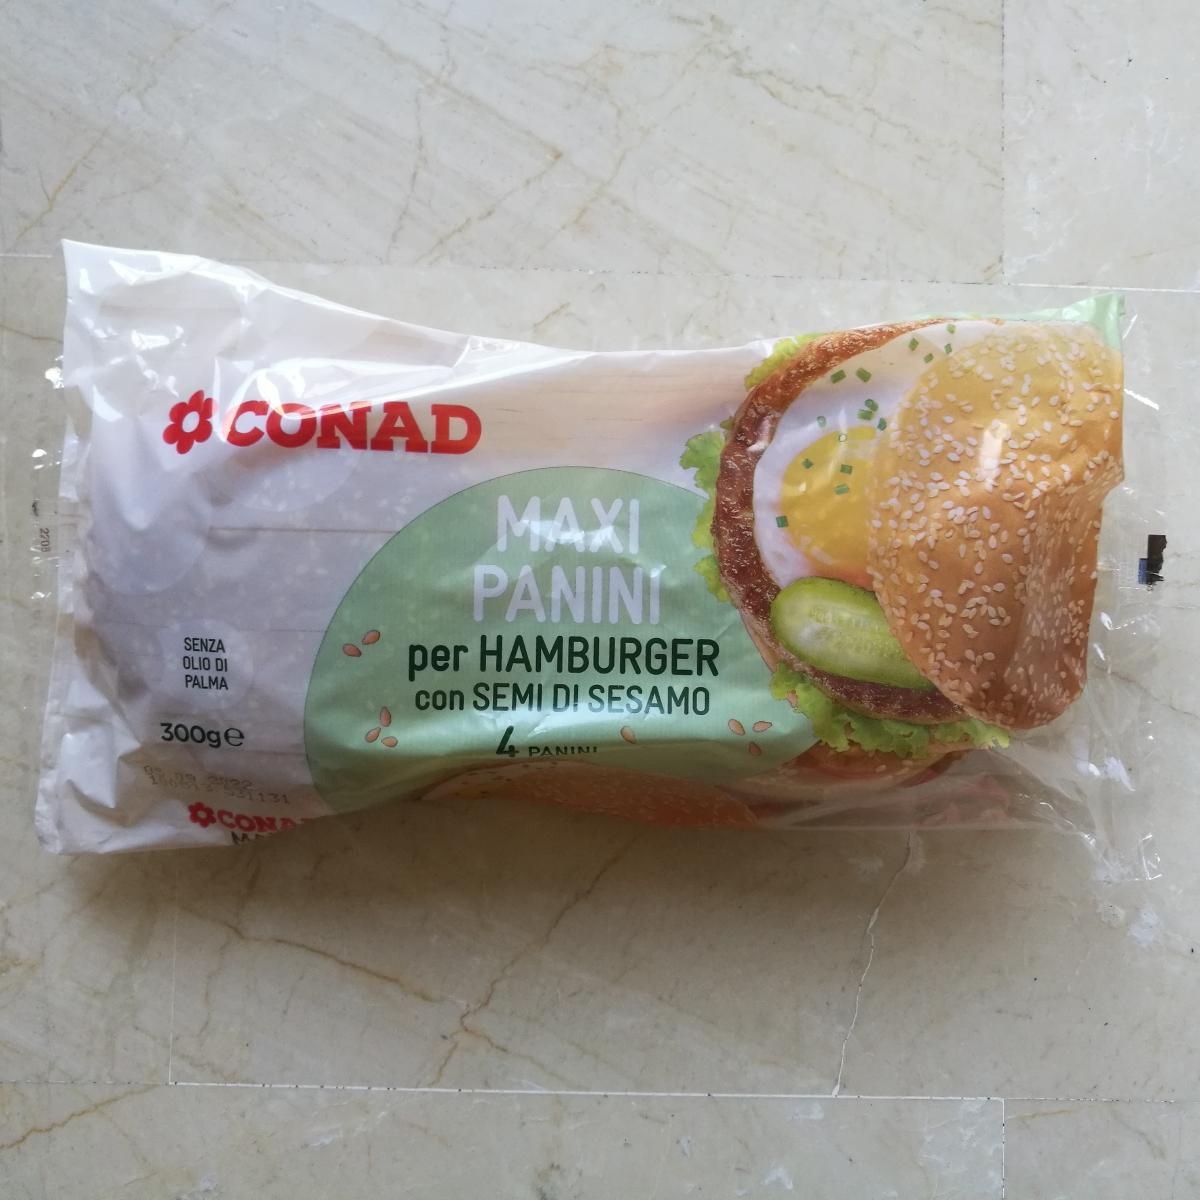 CONAD
MAXI
PANINI
per HAMBURGER
con SEMI DI SESAMO
4 PANINI
SENZA
OLIO DI
PALMA
300g e
CONAD